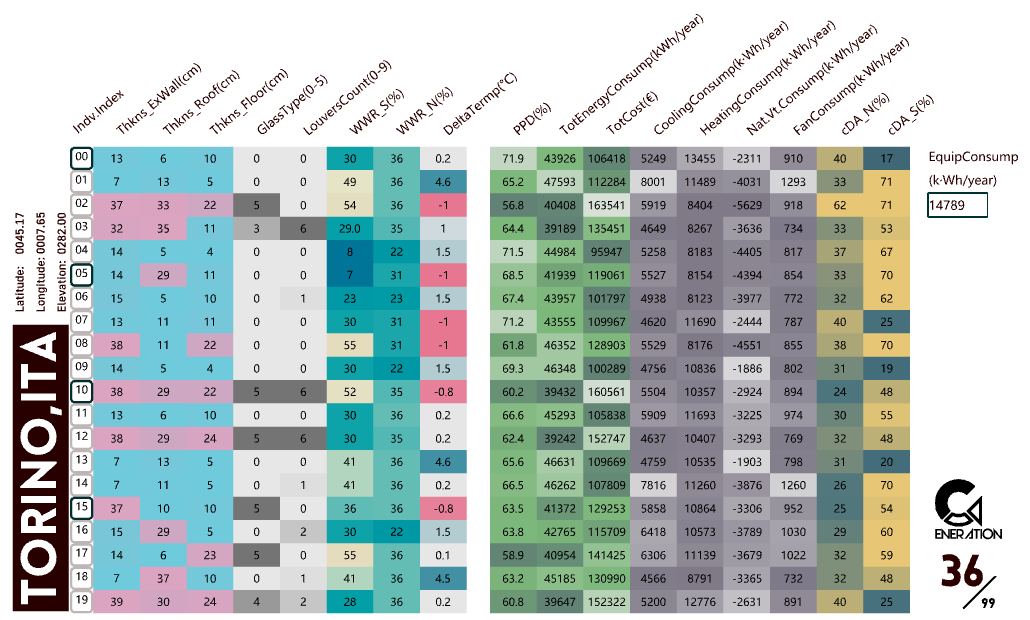 Indv.Index Thkns_ExWall(cm) Thkns_Roof(cm) Thkns_Floor(cm) GlassType(0-5) LouversCount(0-9) WWR_S(%) WWR_N(%) DeltaTermp(°C) PPD(%) TotEnergyConsump(kWh/year) TotCost(€) CoolingConsump(k·Wh/year) HeatingConsump(k·Wh/year) Nat.Vt.Consump(k·Wh/year) FanConsump(k·Wh/year) cDA_N(%) cDA_S(%)
00 13 6 10 0 0 30 36 0.2 71.9 43926 106418 5249 13455 -2311 910 40 17
01 7 13 5 0 0 49 36 4.6 65.2 47593 112284 8001 11489 -4031 1293 33 71
02 37 33 22 5 0 54 36 -1 56.8 40408 163541 5919 8404 -5629 918 62 71
03 32 35 11 3 6 29.0 35 1 64.4 39189 135451 4649 8267 -3636 734 33 53
04 14 5 4 0 0 8 22 1.5 71.5 44984 95947 5258 8183 -4405 817 37 67
05 14 29 11 0 0 7 31 -1 68.5 41939 119061 5527 8154 -4394 854 33 70
06 15 5 10 0 1 23 23 1.5 67.4 43957 101797 4938 8123 -3977 772 32 62
07 13 11 11 0 0 30 31 -1 71.2 43555 109967 4620 11690 -2444 787 40 25
08 38 11 22 0 0 55 31 -1 61.8 46352 128903 5529 8176 -4551 855 38 70
09 14 5 4 0 0 30 22 1.5 69.3 46348 100289 4756 10836 -1886 802 31 19
10 38 29 22 5 6 52 35 -0.8 60.2 39432 160561 5504 10357 -2924 894 24 48
11 13 6 10 0 0 30 36 0.2 66.6 45293 105838 5909 11693 -3225 974 30 55
12 38 29 24 5 6 30 35 0.2 62.4 39242 152747 4637 10407 -3293 769 32 48
13 7 13 5 0 0 41 36 4.6 65.6 46631 109669 4759 10535 -1903 798 31 20
14 7 11 5 0 1 41 36 0.2 66.5 46262 107809 7816 11260 -3876 1260 26 70
15 37 10 10 5 0 36 36 -0.8 63.5 41372 129253 5858 10864 -3306 952 25 54
16 15 29 5 0 2 30 22 1.5 63.8 42765 115709 6418 10573 -3789 1030 29 60
17 14 6 23 5 0 55 36 0.1 58.9 40954 141425 6306 11139 -3679 1022 32 59
18 7 37 10 0 1 41 36 4.5 63.2 45185 130990 4566 8791 -3365 732 32 48
19 39 30 24 4 2 28 36 0.2 60.8 39647 152322 5200 12776 -2631 891 40 25
EquipConsump
(k·Wh/year)
14789
Latitude: 0045.17
Longitude: 0007.65
Elevation: 0282.00
TORINO,ITA
ENERATION
36/99